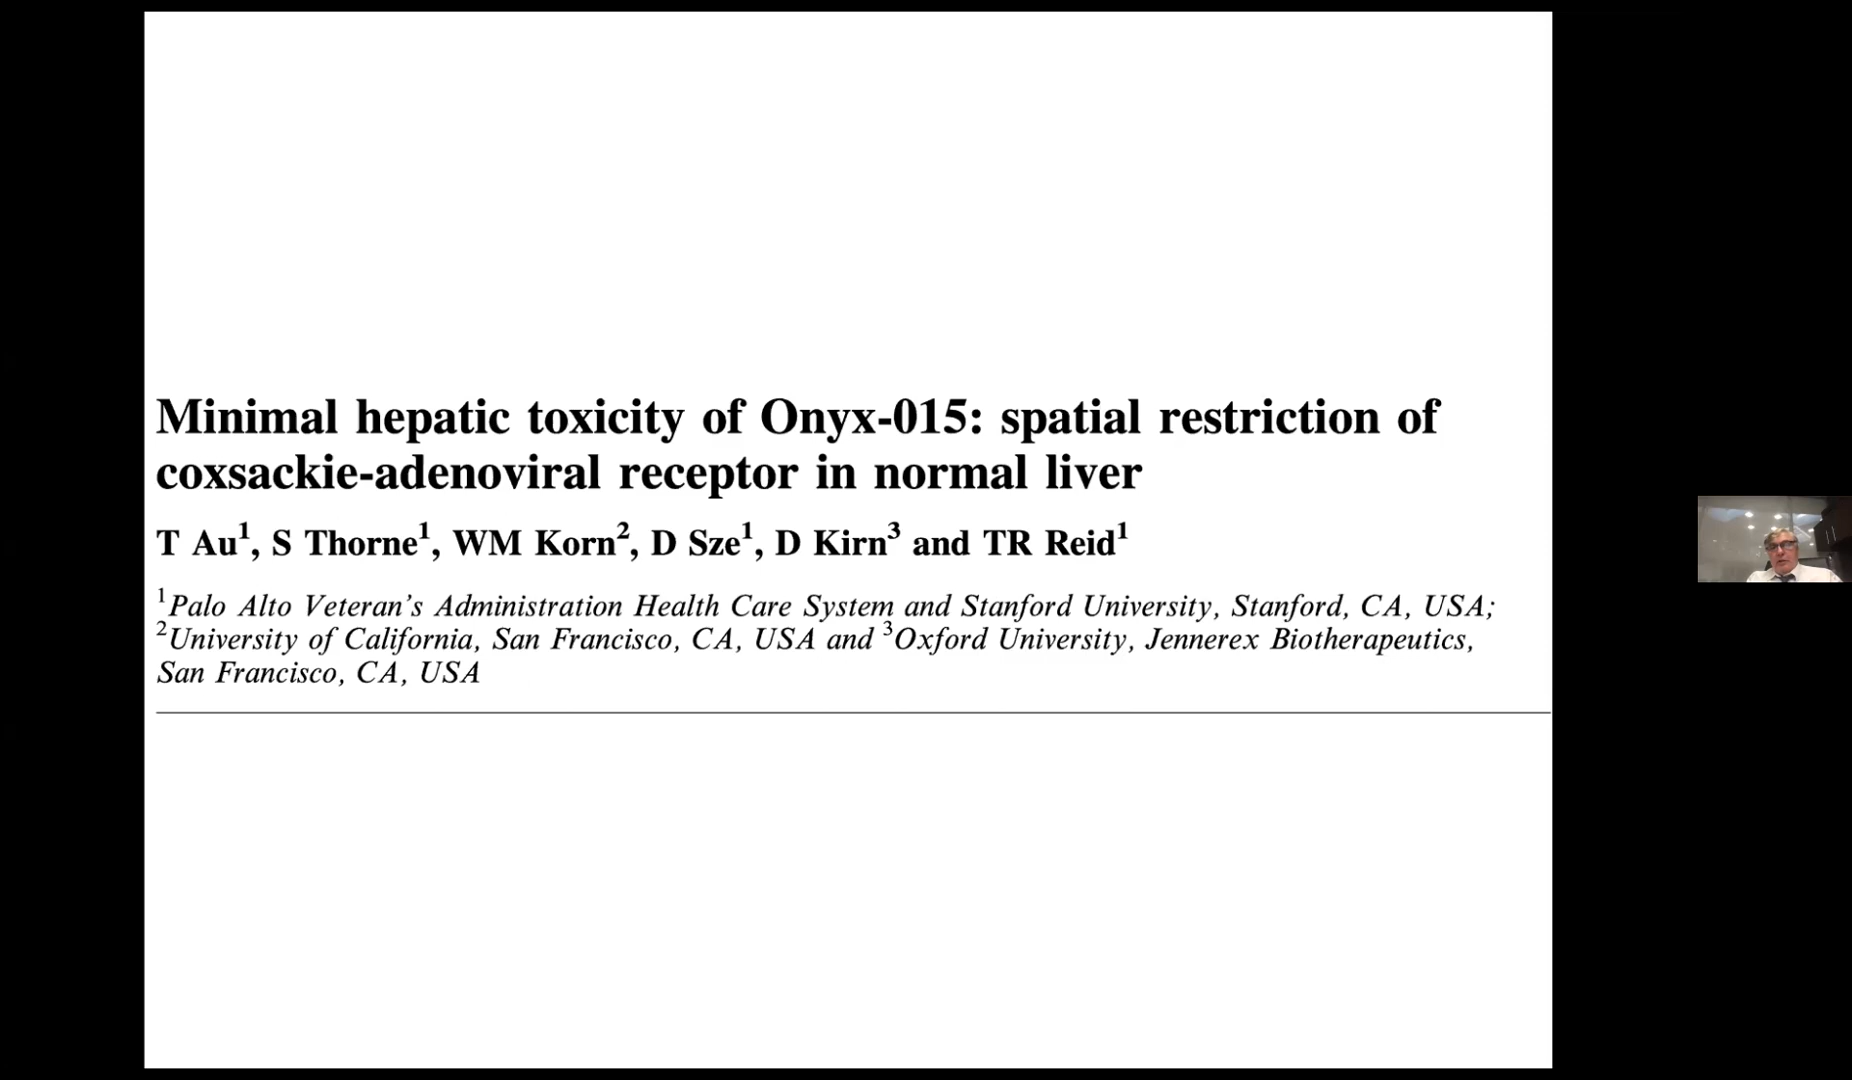 Minimal hepatic toxicity of Onyx-015: spatial restriction of
coxsackie-adenoviral receptor in normal liver
T Au¹, S Thorne¹, WM Korn², D Sze¹, D Kirn³ and TR Reid¹
¹Palo Alto Veteran's Administration Health Care System and Stanford University, Stanford, CA, USA;
²University of California, San Francisco, CA, USA and ³Oxford University, Jennerex Biotherapeutics,
San Francisco, CA, USA